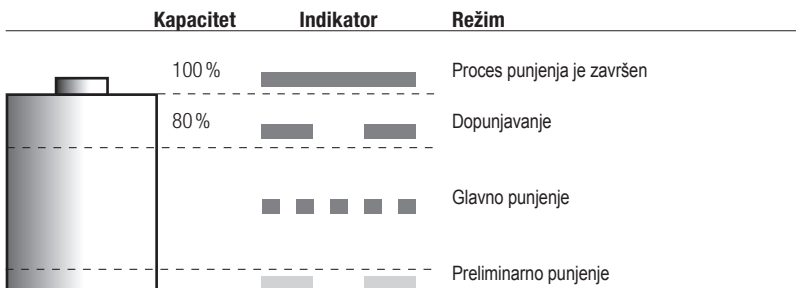 Kapacitet Indikator Režim
100 % Proces punjenja je završen
80 % Dopunjavanje
Glavno punjenje
Preliminarno punjenje